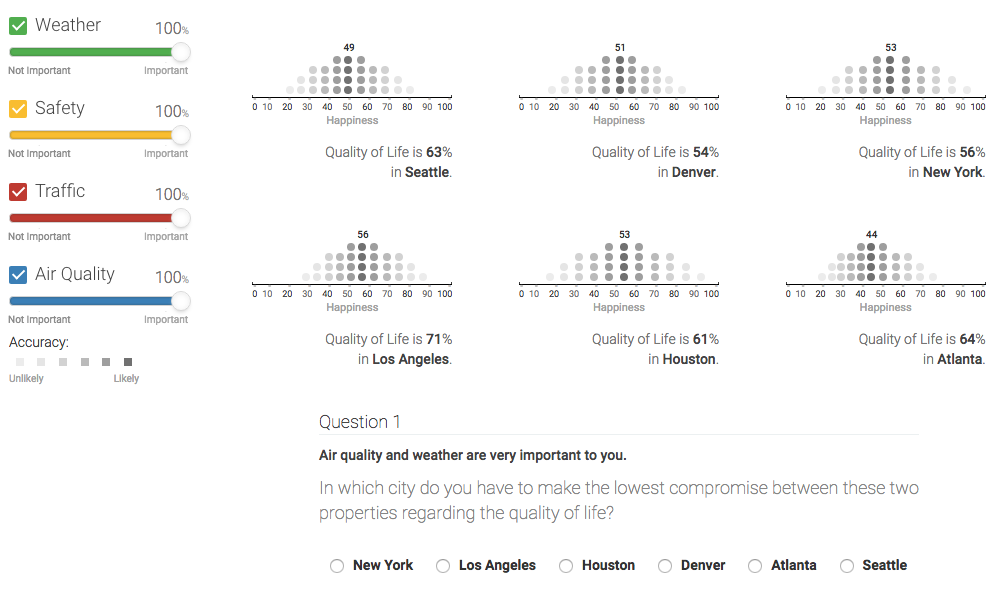 Weather 100%
Not Important Important
Safety 100%
Not Important Important
Traffic 100%
Not Important Important
Air Quality 100%
Not Important Important
Accuracy:
Unlikely Likely
49
0 10 20 30 40 50 60 70 80 90 100
Happiness
Quality of Life is 63%
in Seattle.
51
0 10 20 30 40 50 60 70 80 90 100
Happiness
Quality of Life is 54%
in Denver.
53
0 10 20 30 40 50 60 70 80 90 100
Happiness
Quality of Life is 56%
in New York.
56
0 10 20 30 40 50 60 70 80 90 100
Happiness
Quality of Life is 71%
in Los Angeles.
53
0 10 20 30 40 50 60 70 80 90 100
Happiness
Quality of Life is 61%
in Houston.
44
0 10 20 30 40 50 60 70 80 90 100
Happiness
Quality of Life is 64%
in Atlanta.
Question 1
Air quality and weather are very important to you.
In which city do you have to make the lowest compromise between these two
properties regarding the quality of life?
New York Los Angeles Houston Denver Atlanta Seattle